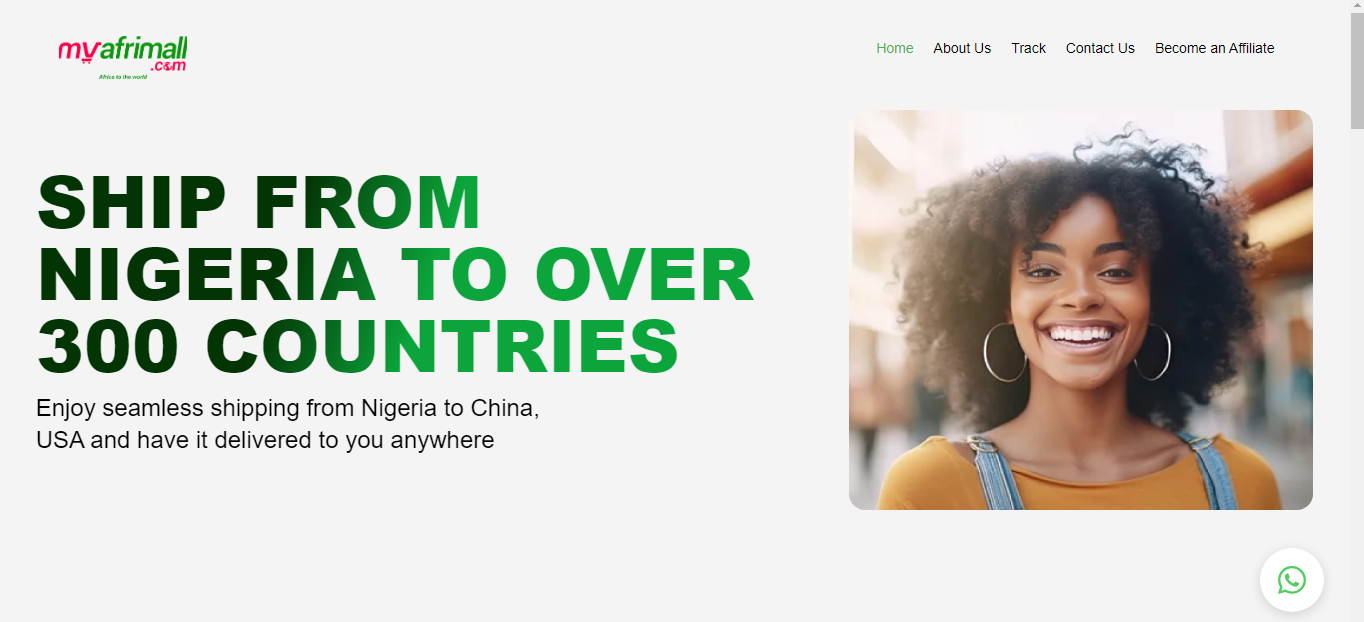 myafrimall
.com
Africa to the world
Home About Us Track Contact Us Become an Affiliate
SHIP FROM
NIGERIA TO OVER
300 COUNTRIES
Enjoy seamless shipping from Nigeria to China,
USA and have it delivered to you anywhere